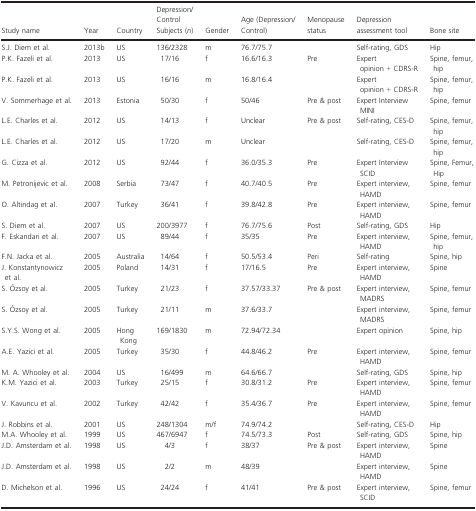 Depression/
Control Age (Depression/ Menopause Depression
Study name Year Country Subjects (n) Gender Control) status assessment tool Bone site
S.J. Diem et al. 2013b US 136/2328 m 76.7/75.7 Self-rating, GDS Hip
P.K. Fazeli et al. 2013 US 17/16 f 16.6/16.3 Pre Expert Spine, femur,
opinion + CDRS-R hip
P.K. Fazeli et al. 2013 US 16/16 m 16.8/16.4 Expert Spine, femur,
opinion + CDRS-R hip
V. Sommerhage et al. 2013 Estonia 50/30 f 50/46 Pre & post Expert Interview Spine, femur
MINI
L.E. Charles et al. 2012 US 14/13 f Unclear Pre & post Self-rating, CES-D Spine, femur,
hip
L.E. Charles et al. 2012 US 17/20 m Unclear Self-rating, CES-D Spine, femur,
hip
G. Cizza et al. 2012 US 92/44 f 36.0/35.3 Pre Expert Interview Spine, Femur,
SCID Hip
M. Petronijevic et al. 2008 Serbia 73/47 f 40.7/40.5 Pre Expert interview, Spine, femur
HAMD
O. Altindag et al. 2007 Turkey 36/41 f 39.8/42.8 Pre Expert interview, Spine, femur
HAMD
S. Diem et al. 2007 US 200/3977 f 76.7/75.6 Post Self-rating, GDS Hip
F. Eskandari et al. 2007 US 89/44 f 35/35 Pre Expert interview, Spine, femur,
HAMD hip
F.N. Jacka et al. 2005 Australia 14/64 f 50.5/53.4 Peri Self-rating Spine, hip
J. Konstantynowicz 2005 Poland 14/31 f 17/16.5 Pre Expert interview, Spine
et al. HAMD
S. Özsoy et al. 2005 Turkey 21/23 f 37.57/33.37 Pre & post Expert interview, Spine, femur
MADRS
S. Özsoy et al. 2005 Turkey 21/11 m 37.6/33.7 Expert interview, Spine, femur
MADRS
S.Y.S. Wong et al. 2005 Hong 169/1830 m 72.94/72.34 Expert opinion Spine, hip
Kong
A.E. Yazici et al. 2005 Turkey 35/30 f 44.8/46.2 Pre Expert interview, Spine, femur
HAMD
M. A. Whooley et al. 2004 US 16/499 m 64.6/66.7 Self-rating, GDS Spine, hip
K.M. Yazici et al. 2003 Turkey 25/15 f 30.8/31.2 Pre Expert interview, Spine, femur
HAMD
V. Kavuncu et al. 2002 Turkey 42/42 f 35.4/36.7 Pre Expert interview, Spine, femur
HAMD
J. Robbins et al. 2001 US 248/1304 m/f 74.9/74.2 Self-rating, CES-D Hip
M.A. Whooley et al. 1999 US 467/6947 f 74.5/73.3 Post Self-rating, GDS Spine, hip
J.D. Amsterdam et al. 1998 US 4/3 f 38/37 Pre & post Expert interview, Spine
HAMD
J.D. Amsterdam et al. 1998 US 2/2 m 48/39 Expert interview, Spine
HAMD
D. Michelson et al. 1996 US 24/24 f 41/41 Pre & post Expert interview, Spine, femur
SCID